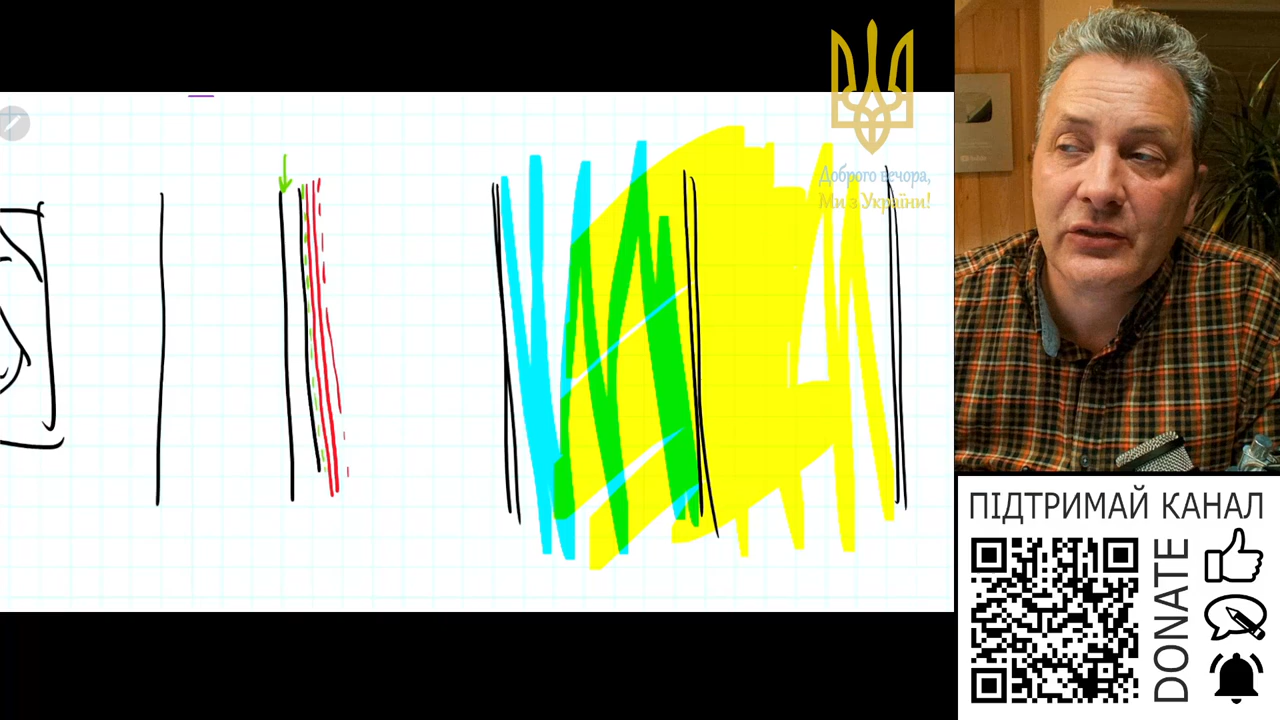 Доброго вечора,
Ми з України!
ПІДТРИМАЙ КАНАЛ
DONATE